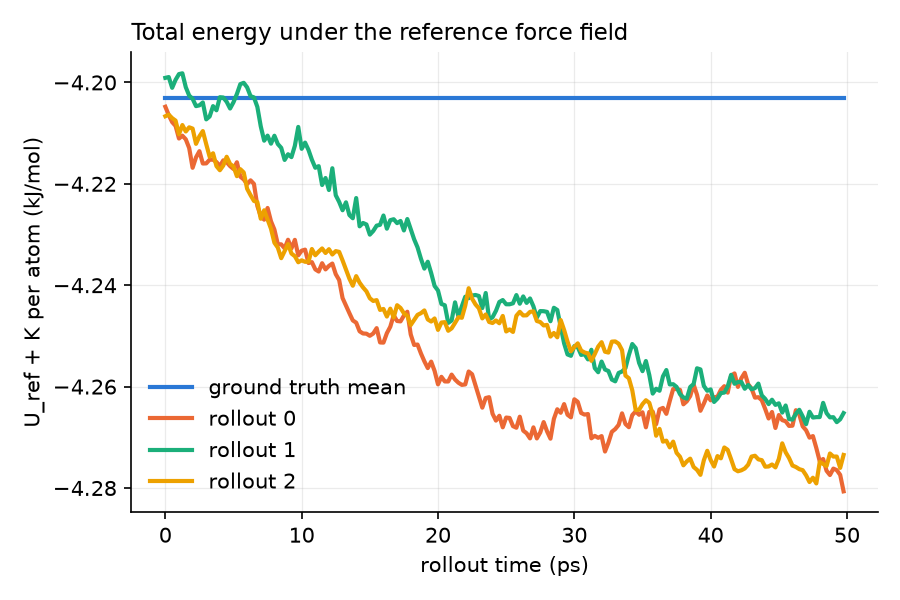 Total energy under the reference force field
U_ref + K per atom (kJ/mol)
−4.20
−4.22
−4.24
−4.26
−4.28
ground truth mean
rollout 0
rollout 1
rollout 2
0 10 20 30 40 50
rollout time (ps)